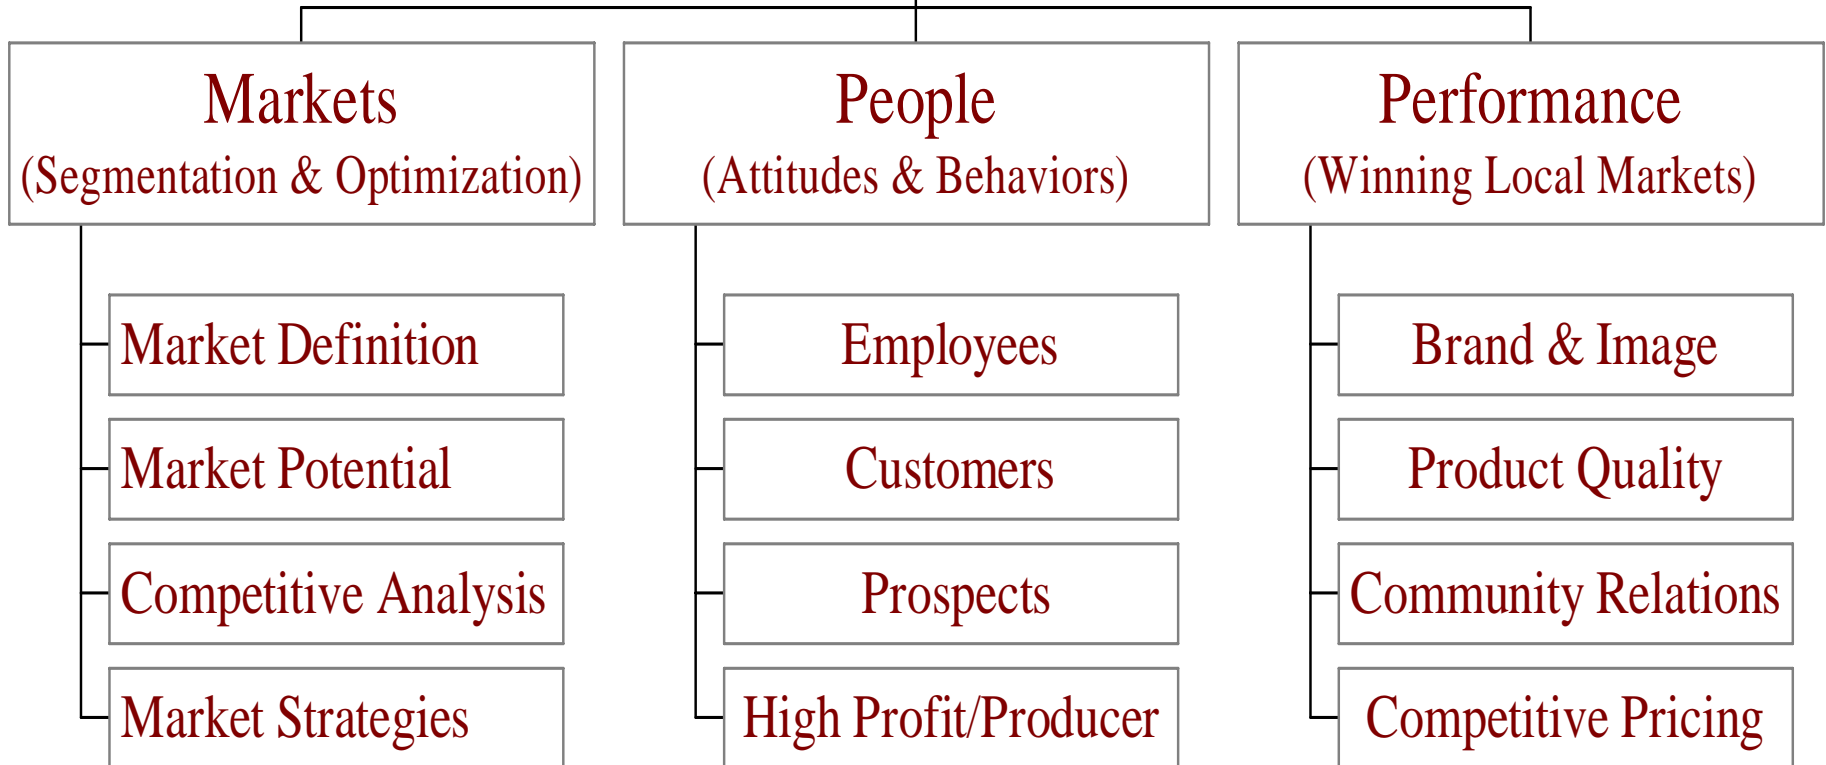 Markets
(Segmentation & Optimization)
Market Definition
Market Potential
Competitive Analysis
Market Strategies
People
(Attitudes & Behaviors)
Employees
Customers
Prospects
High Profit/Producer
Performance
(Winning Local Markets)
Brand & Image
Product Quality
Community Relations
Competitive Pricing